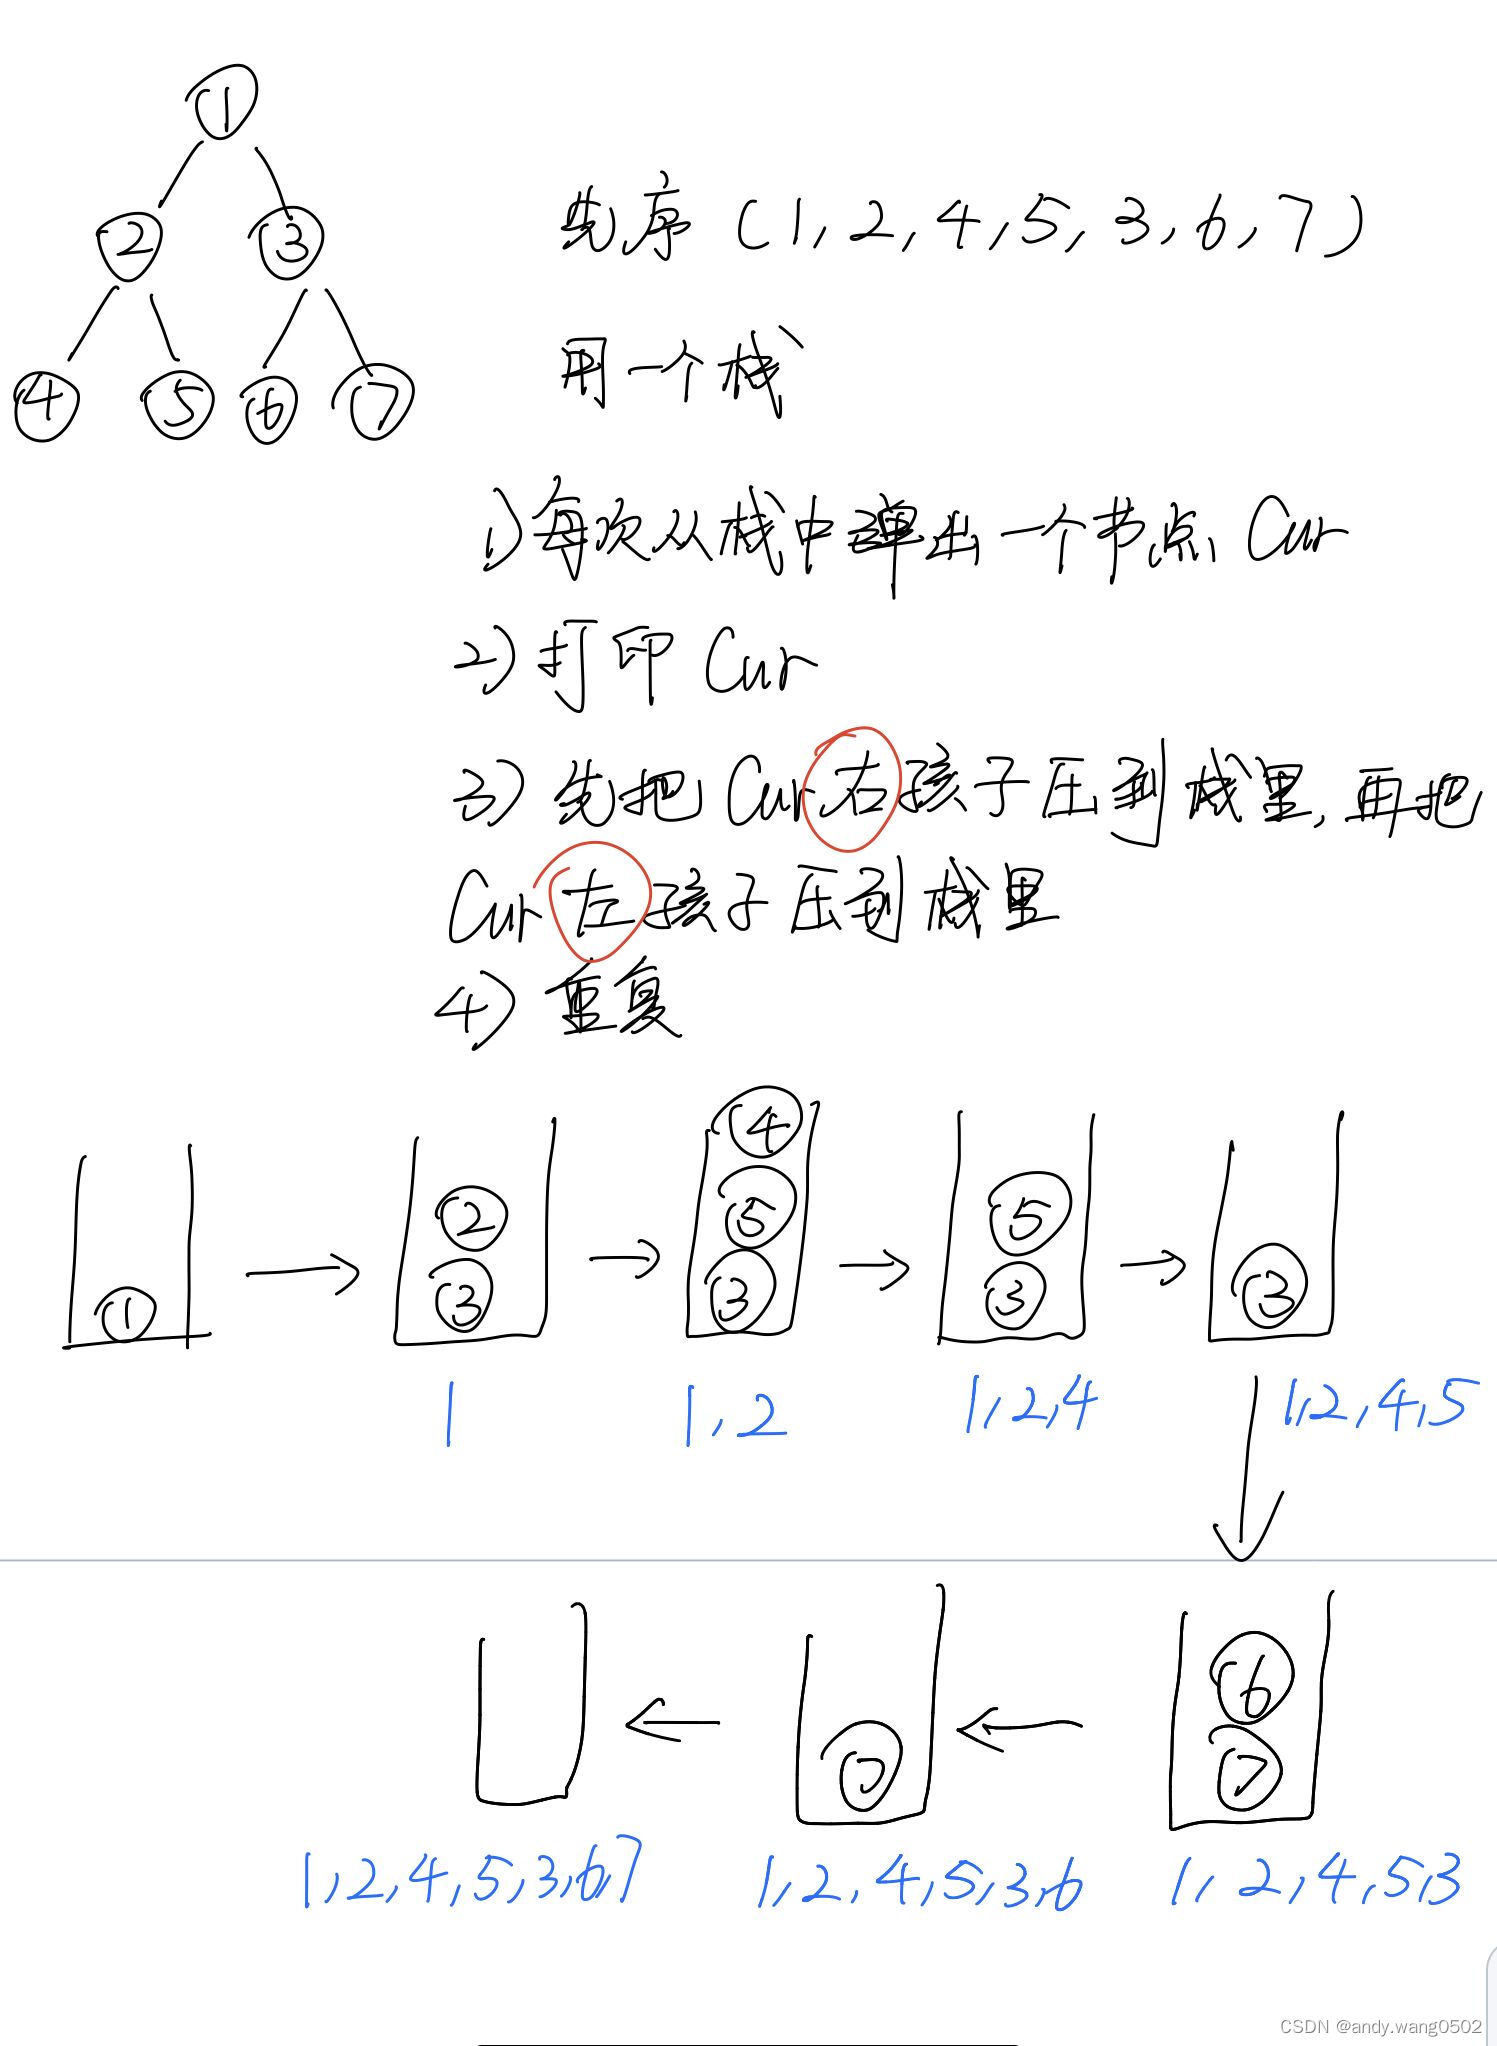 1
2 3
4 5 6 7
先序 (1, 2, 4, 5, 3, 6, 7)
用一个栈
1) 每次从栈中弹出一个节点 Cur
2) 打印 Cur
3) 先把 Cur 右孩子压到栈里, 再把
Cur 左孩子压到栈里
4) 重复
4
2 5 5
1 3 3 3 3
1 1, 2 1, 2, 4 1, 2, 4, 5
6
7 7
1, 2, 4, 5, 3, 6, 7 1, 2, 4, 5, 3, 6 1, 2, 4, 5, 3
CSDN @andy.wang0502